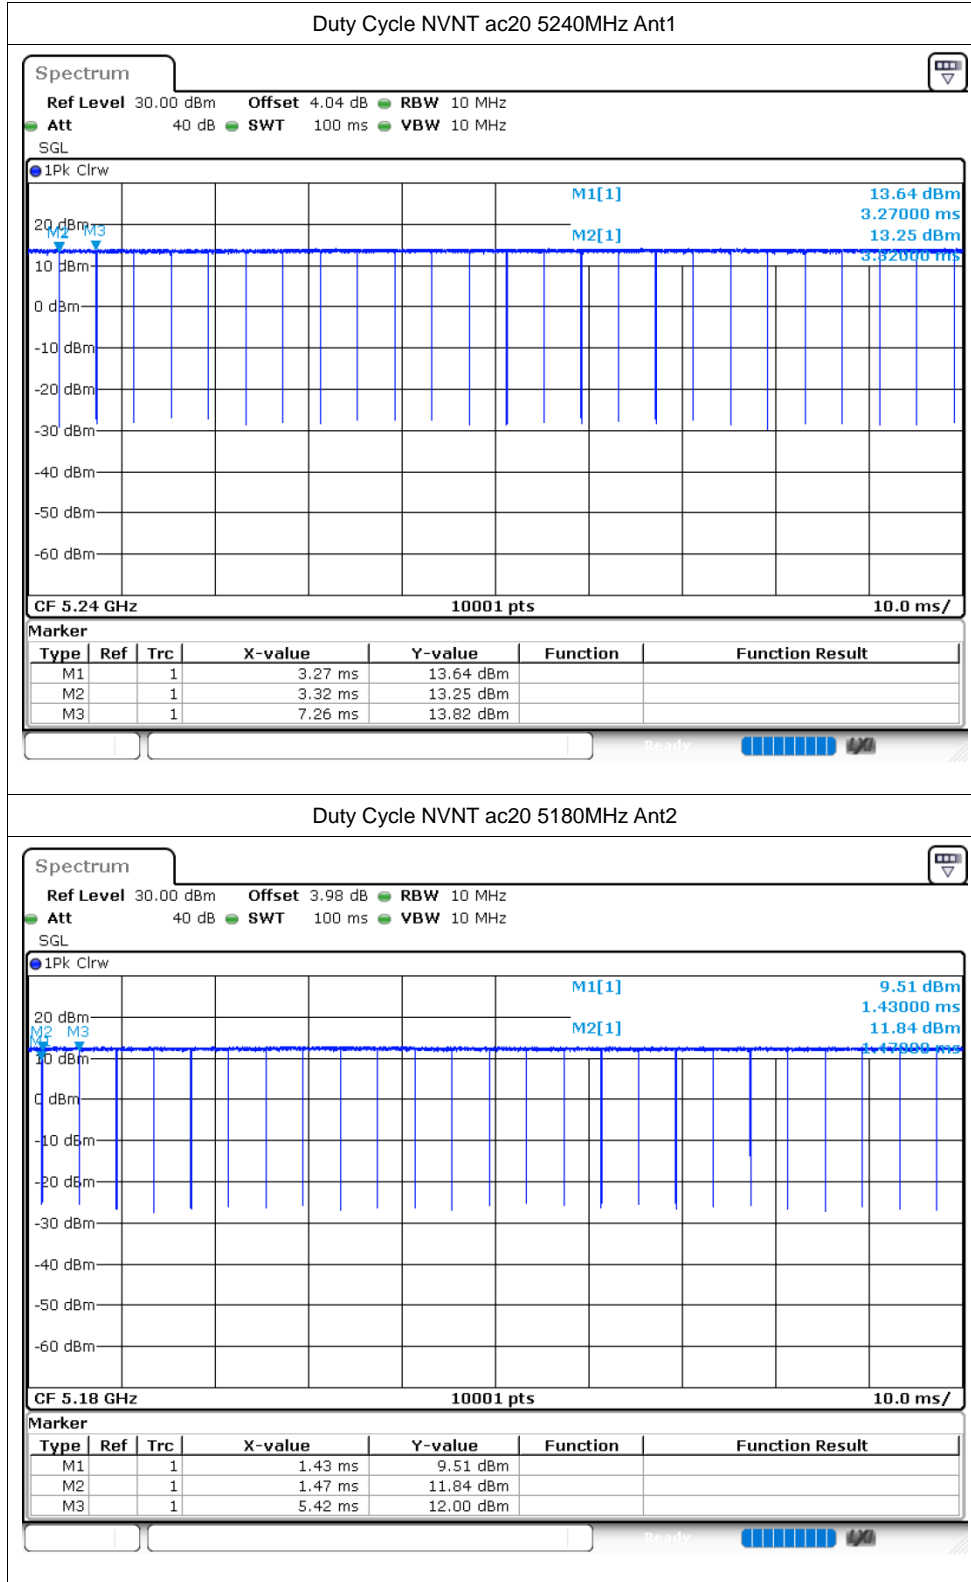 Duty Cycle NVNT ac20 5240MHz Ant1
Spectrum
Ref Level 30.00 dBm Offset 4.04 dB RBW 10 MHz
Att 40 dB SWT 100 ms VBW 10 MHz
SGL
1Pk Clrw
M1[1] 13.64 dBm
3.27000 ms
20 dBm
M2 M3
M2[1] 13.25 dBm
3.32000 ms
10 dBm
0 dBm
-10 dBm
-20 dBm
-30 dBm
-40 dBm
-50 dBm
-60 dBm
CF 5.24 GHz 10001 pts 10.0 ms/
Marker
Type Ref Trc X-value Y-value Function Function Result
M1 1 3.27 ms 13.64 dBm
M2 1 3.32 ms 13.25 dBm
M3 1 7.26 ms 13.82 dBm
Ready LXI
Duty Cycle NVNT ac20 5180MHz Ant2
Spectrum
Ref Level 30.00 dBm Offset 3.98 dB RBW 10 MHz
Att 40 dB SWT 100 ms VBW 10 MHz
SGL
1Pk Clrw
M1[1] 9.51 dBm
1.43000 ms
20 dBm
M2 M3
M2[1] 11.84 dBm
1.47000 ms
10 dBm
0 dBm
-10 dBm
-20 dBm
-30 dBm
-40 dBm
-50 dBm
-60 dBm
CF 5.18 GHz 10001 pts 10.0 ms/
Marker
Type Ref Trc X-value Y-value Function Function Result
M1 1 1.43 ms 9.51 dBm
M2 1 1.47 ms 11.84 dBm
M3 1 5.42 ms 12.00 dBm
Ready LXI